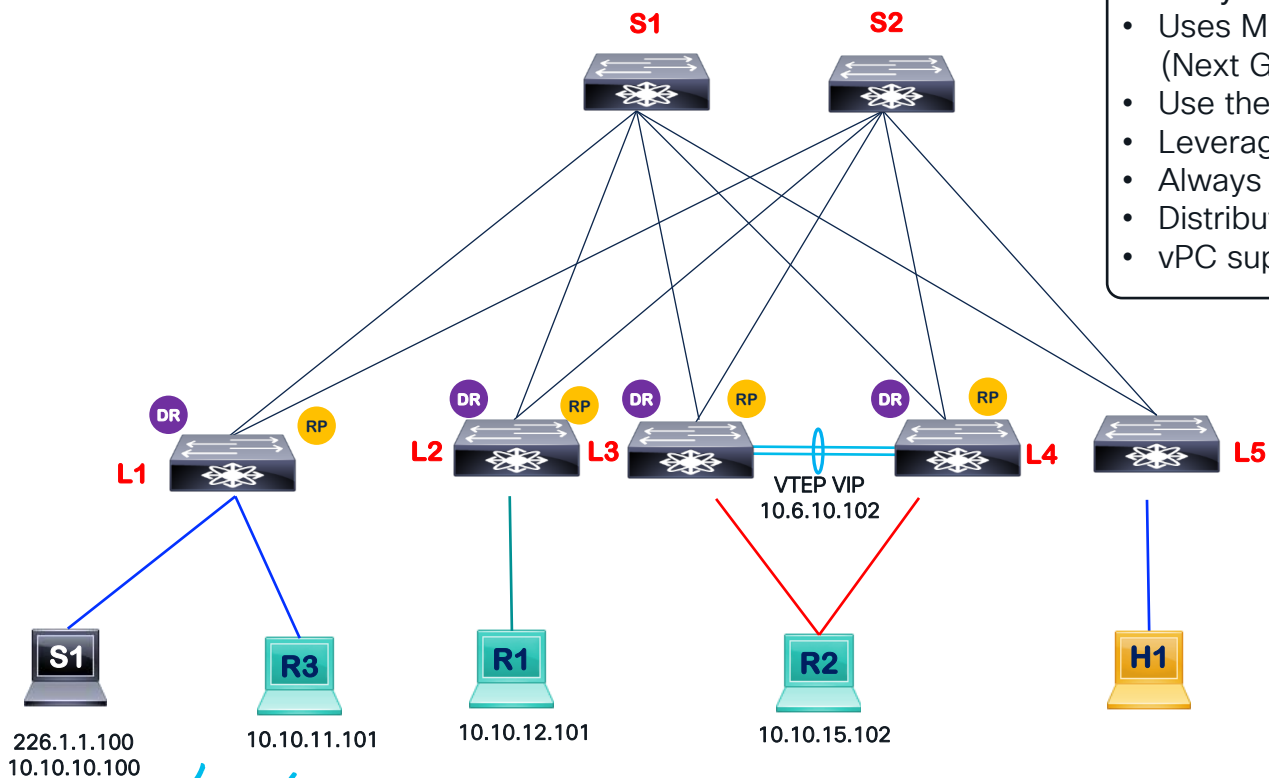 S1
S2
• Uses M
(Next G
• Use the
• Leverag
• Always
• Distribut
• vPC sup
DR
RP
DR
RP
DR
RP
DR
RP
L1
L2
L3
L4
L5
VTEP VIP
10.6.10.102
S1
R3
R1
R2
H1
226.1.1.100
10.10.10.100
10.10.11.101
10.10.12.101
10.10.15.102